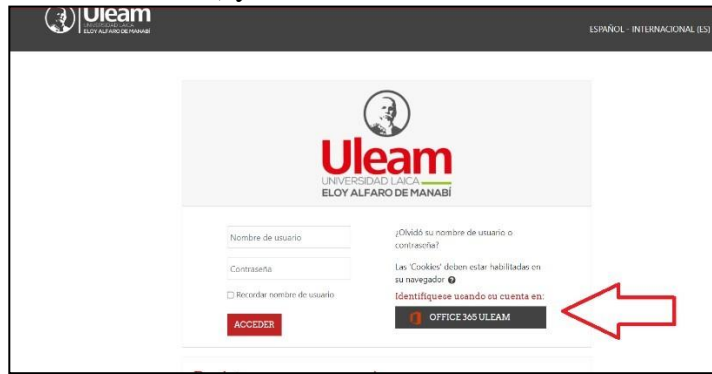 Uleam
UNIVERSIDAD LAICA
ELOY ALFARO DE MANABÍ
ESPAÑOL - INTERNACIONAL (ES)
Uleam
UNIVERSIDAD LAICA
ELOY ALFARO DE MANABÍ
Nombre de usuario
Contraseña
Recordar nombre de usuario
ACCEDER
¿Olvidó su nombre de usuario o
contraseña?
Las 'Cookies' deben estar habilitadas en
su navegador
Identifíquese usando su cuenta en:
OFFICE 365 ULEAM